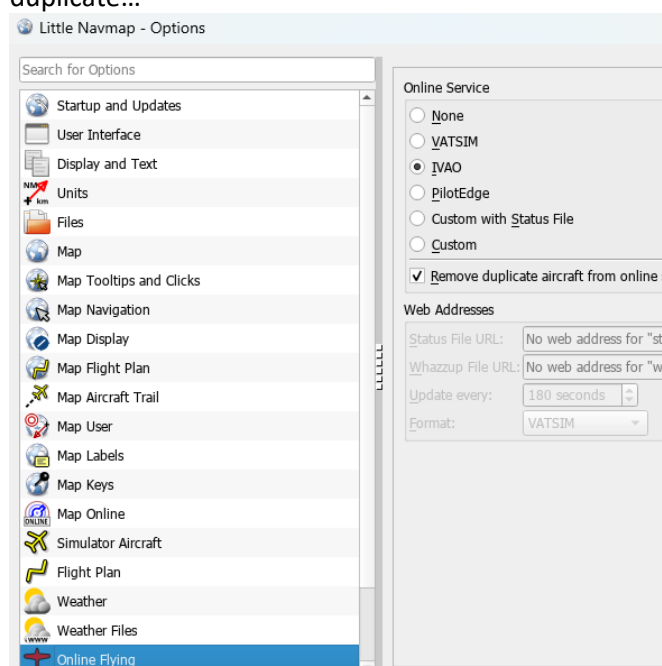 duplicate...
Little Navmap - Options
Search for Options
Startup and Updates
User Interface
Display and Text
Units
Files
Map
Map Tooltips and Clicks
Map Navigation
Map Display
Map Flight Plan
Map Aircraft Trail
Map User
Map Labels
Map Keys
Map Online
Simulator Aircraft
Flight Plan
Weather
Weather Files
Online Flying
NM
km
ONLINE
www
Online Service
None
VATSIM
IVAO
PilotEdge
Custom with Status File
Custom
Remove duplicate aircraft from online
Web Addresses
Status File URL: No web address for "st
Whazzup File URL: No web address for "w
Update every: 180 seconds
Format: VATSIM